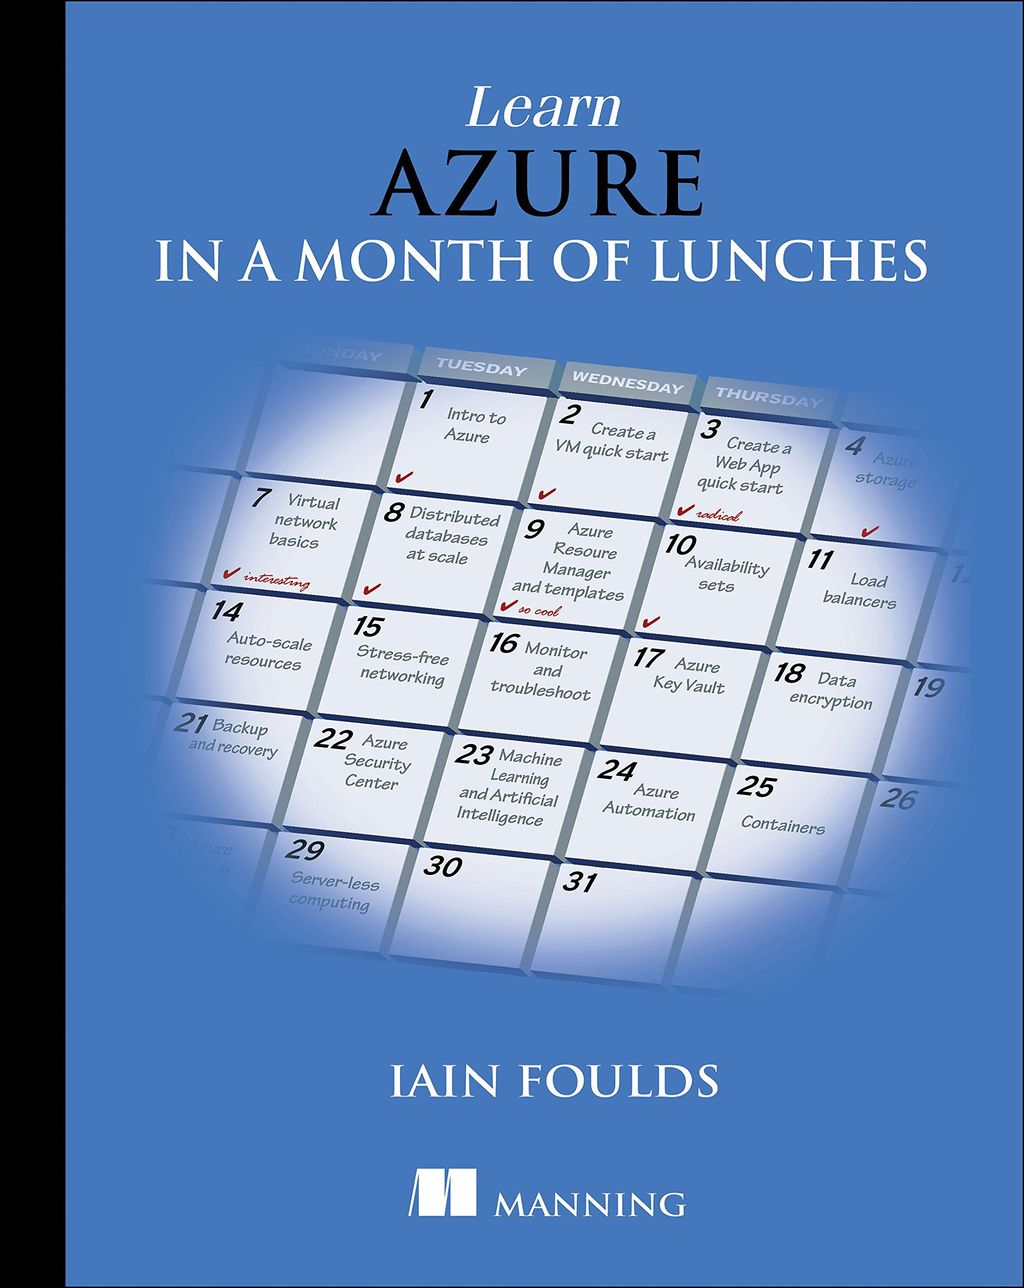 Learn
AZURE
IN A MONTH OF LUNCHES
MONDAY
TUESDAY
WEDNESDAY
THURSDAY
1 Intro to
Azure
2 Create a
VM quick start
3 Create a
Web App
quick start
radical
4 Azure
storage
7 Virtual
network
basics
interesting
8 Distributed
databases
at scale
9 Azure
Resoure
Manager
and templates
so cool
10 Availability
sets
11 Load
balancers
12
14
Auto-scale
resources
15
Stress-free
networking
16 Monitor
and
troubleshoot
17 Azure
Key Vault
18 Data
encryption
19
21 Backup
and recovery
22 Azure
Security
Center
23 Machine
Learning
and Artificial
Intelligence
24
Azure
Automation
25
Containers
26
Azure
29
Server-less
computing
30
31
IAIN FOULDS
MANNING